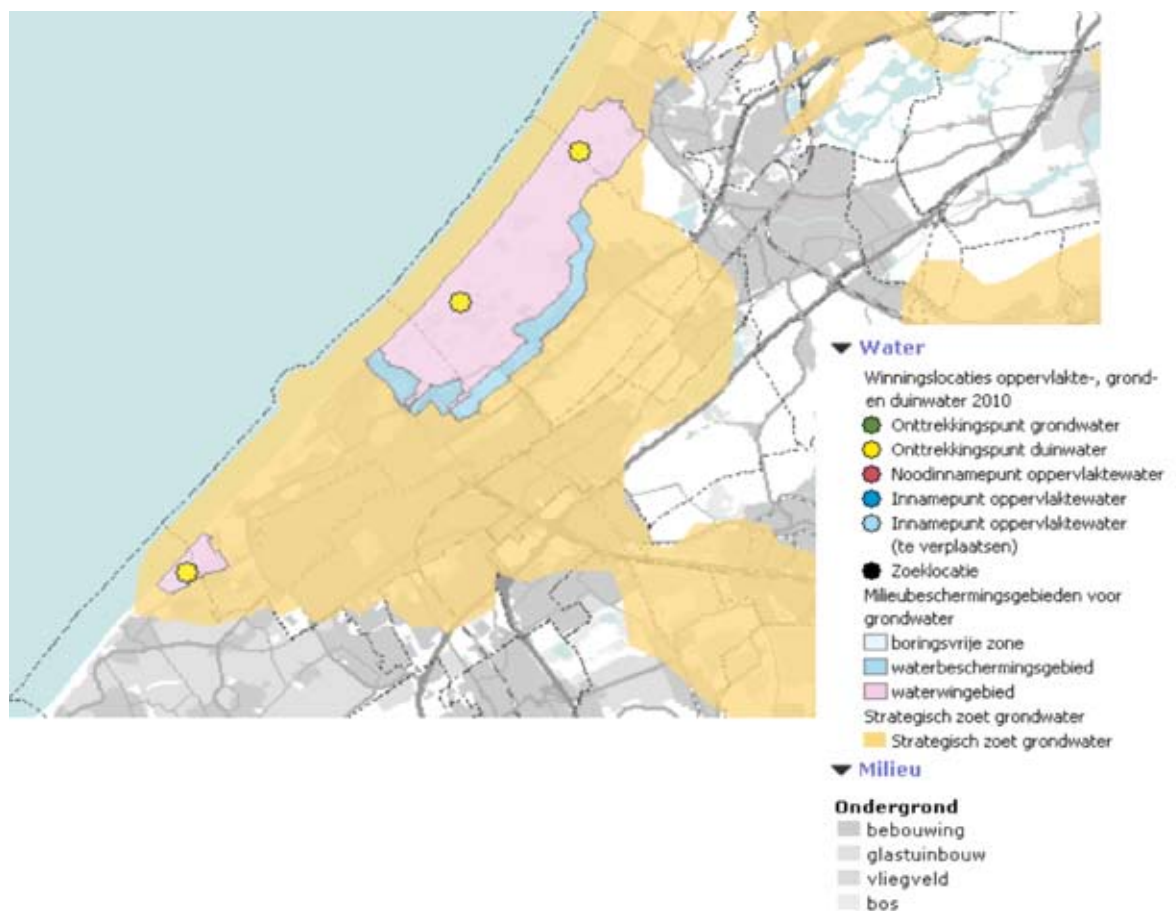 Water
Winningslocaties oppervlakte-, grond-
en duinwater 2010
Onttrekkingspunt grondwater
Onttrekkingspunt duinwater
Noodinnamepunt oppervlaktewater
Innamepunt oppervlaktewater
Innamepunt oppervlaktewater
(te verplaatsen)
Zoeklocatie
Milieubeschermingsgebieden voor
grondwater
boringsvrije zone
waterbeschermingsgebied
waterwingebied
Strategisch zoet grondwater
Strategisch zoet grondwater
Milieu
Ondergrond
bebouwing
glastuinbouw
vliegveld
bos